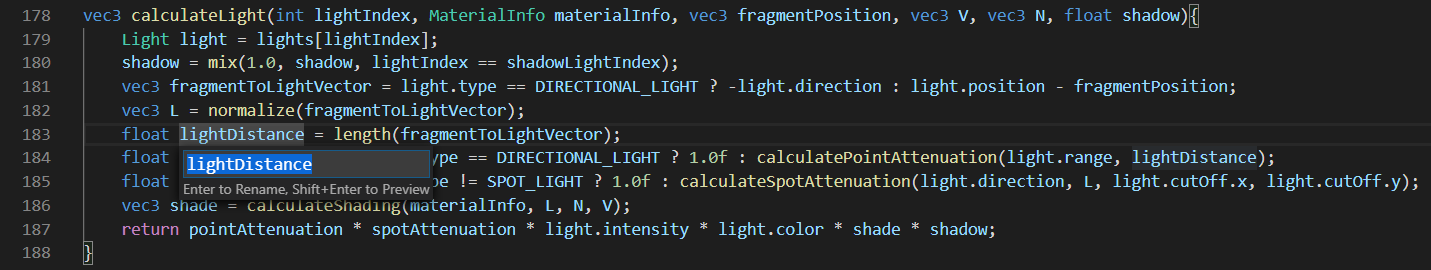 178 vec3 calculateLight(int lightIndex, MaterialInfo materialInfo, vec3 fragmentPosition, vec3 V, vec3 N, float shadow){
179 Light light = lights[lightIndex];
180 shadow = mix(1.0, shadow, lightIndex == shadowLightIndex);
181 vec3 fragmentToLightVector = light.type == DIRECTIONAL_LIGHT ? -light.direction : light.position - fragmentPosition;
182 vec3 L = normalize(fragmentToLightVector);
183 float lightDistance = length(fragmentToLightVector);
184 float ype == DIRECTIONAL_LIGHT ? 1.0f : calculatePointAttenuation(light.range, lightDistance);
lightDistance
185 float pe != SPOT_LIGHT ? 1.0f : calculateSpotAttenuation(light.direction, L, light.cutOff.x, light.cutOff.y);
Enter to Rename, Shift+Enter to Preview
186 vec3 shade = calculateShading(materialInfo, L, N, V);
187 return pointAttenuation * spotAttenuation * light.intensity * light.color * shade * shadow;
188 }